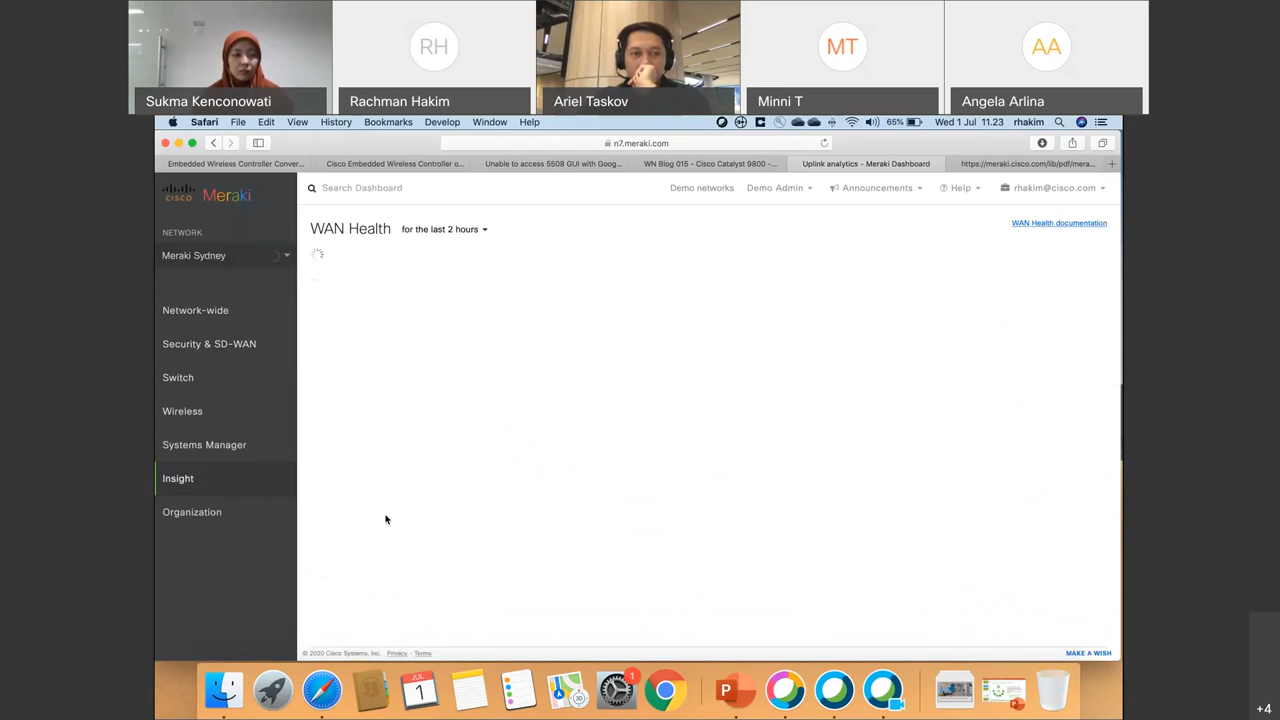 RH
MT
AA
Sukma Kenconowati
Rachman Hakim
Ariel Taskov
Minni T
Angela Arlina
Safari File Edit View History Bookmarks Develop Window Help
65% Wed 1 Jul 11.23 rhakim
n7.meraki.com
Embedded Wireless Controller Conver...
Cisco Embedded Wireless Controller o...
Unable to access 5508 GUI with Goog...
WN Blog 015 – Cisco Catalyst 9800 –...
Uplink analytics - Meraki Dashboard
https://meraki.cisco.com/lib/pdf/mera...
CISCO Meraki
Search Dashboard
Demo networks
Demo Admin
Announcements
Help
rhakim@cisco.com
NETWORK
Meraki Sydney
Network-wide
Security & SD-WAN
Switch
Wireless
Systems Manager
Insight
Organization
WAN Health for the last 2 hours
WAN Health documentation
© 2020 Cisco Systems, Inc. Privacy - Terms
MAKE A WISH
JUL
1
3D
1
P
+4